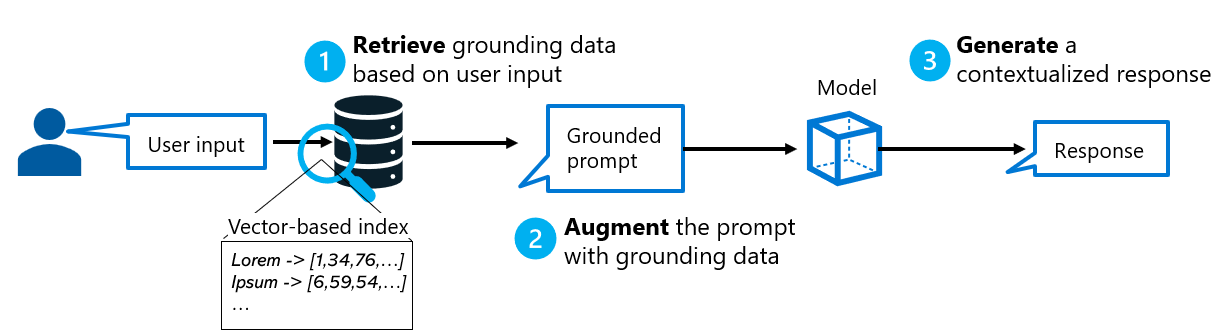 1
Retrieve grounding data
based on user input
User input
Vector-based index
Lorem -> [1,34,76,...]
Ipsum -> [6,59,54,...]
...
Grounded
prompt
2
Augment the prompt
with grounding data
Model
3
Generate a
contextualized response
Response